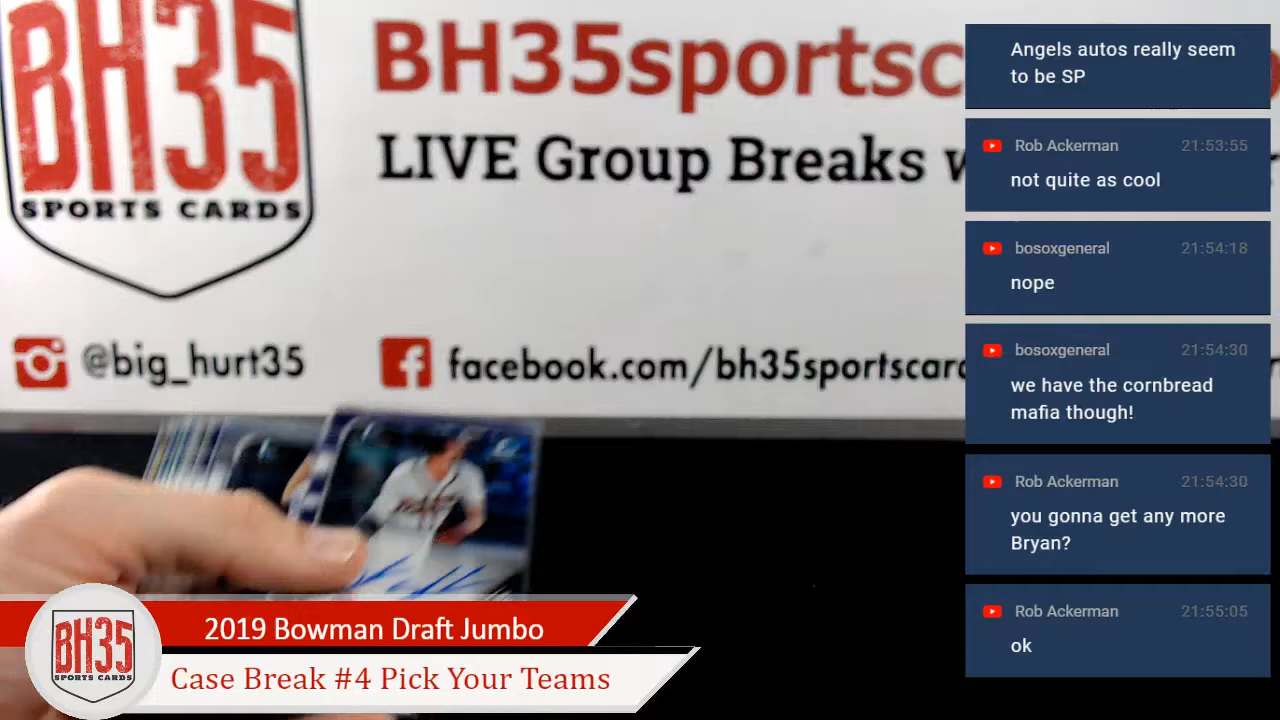 BH35
SPORTS CARDS
BH35sportsc
LIVE Group Breaks
@big_hurt35
facebook.com/bh35sportscard
Angels autos really seem
to be SP
Rob Ackerman 21:53:55
not quite as cool
bosoxgeneral 21:54:18
nope
bosoxgeneral 21:54:30
we have the cornbread
mafia though!
Rob Ackerman 21:54:30
you gonna get any more
Bryan?
Rob Ackerman 21:55:05
ok
BH35
SPORTS CARDS
2019 Bowman Draft Jumbo
Case Break #4 Pick Your Teams